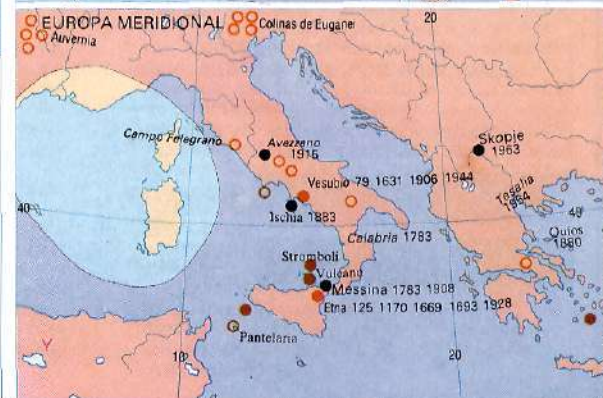 EUROPA MERIDIONAL
Colinas de Euganei
20
Auvernia
Campo Felegrano
Avezzano
1915
Skopje
1963
Vesubio 79 1631 1906 1944
Tasalia
1954
40
Ischia 1883
40
Quios
1880
Calabria 1783
Stromboli
Vulcano
Messina 1783 1908
Etna 125 1170 1669 1693 1928
Pantelaria
10
20